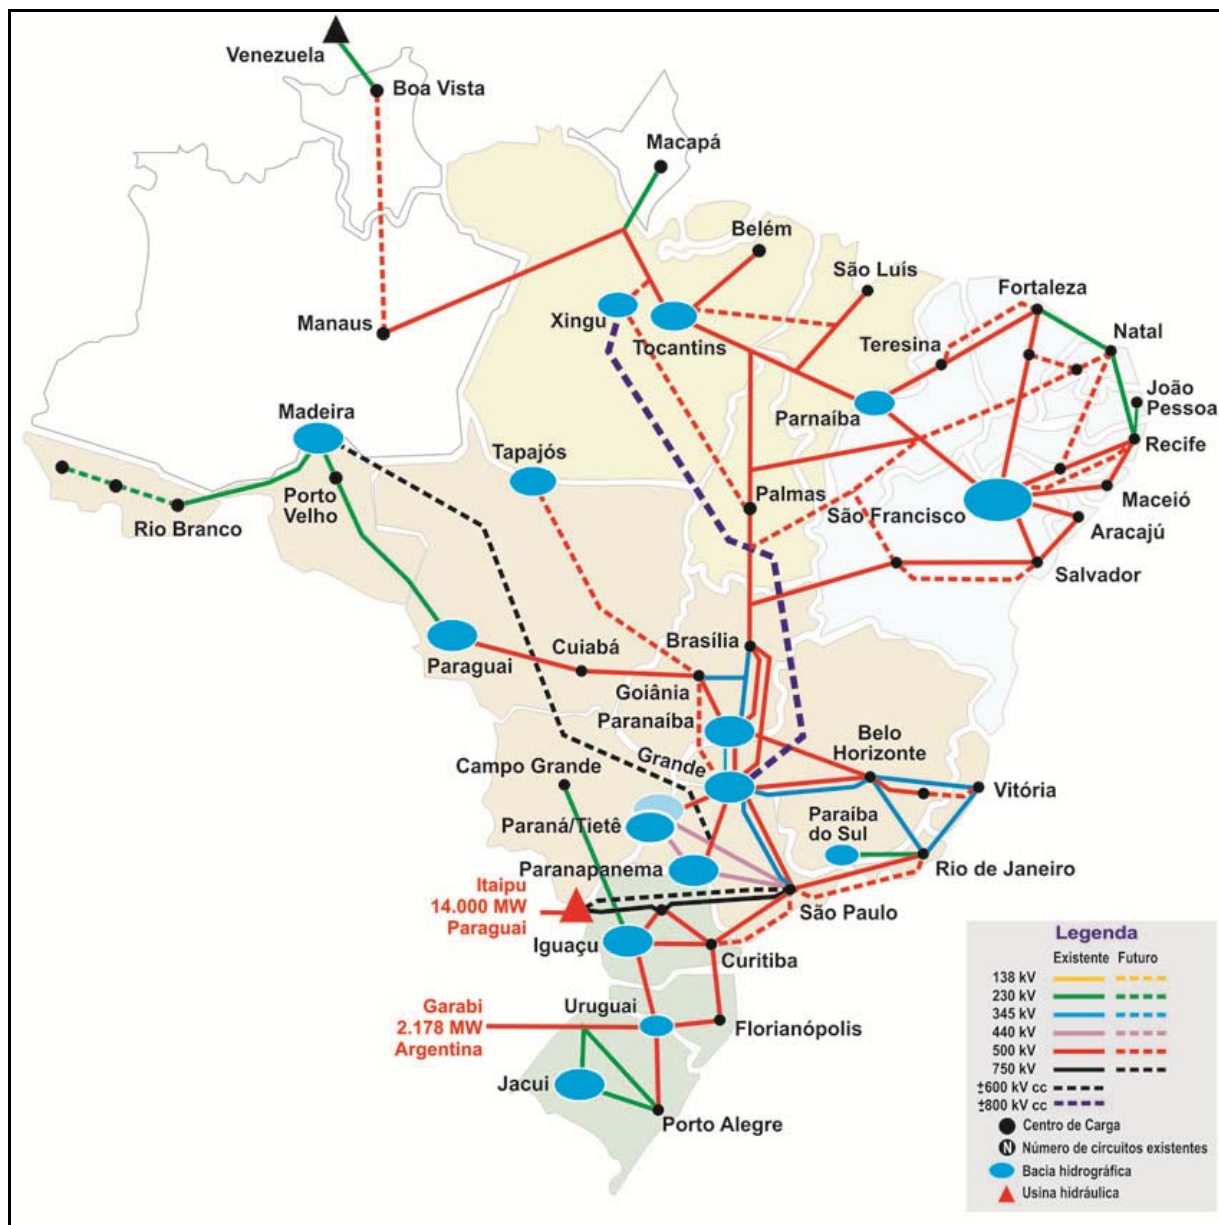 Venezuela
Boa Vista
Macapá
Belém
São Luís
Fortaleza
Manaus
Xingu
Tocantins
Teresina
Natal
João
Pessoa
Madeira
Parnaíba
Recife
Tapajós
Palmas
São Francisco
Maceió
Porto
Velho
Rio Branco
Aracajú
Salvador
Brasília
Cuiabá
Paraguai
Goiânia
Paranaíba
Belo
Horizonte
Grande
Campo Grande
Vitória
Paraíba
do Sul
Paraná/Tietê
Paranapanema
Rio de Janeiro
Itaipu
14.000 MW
Paraguai
São Paulo
Iguaçu
Curitiba
Uruguai
Garabi
2.178 MW
Argentina
Florianópolis
Jacui
Porto Alegre
Legenda
Existente Futuro
138 kV
230 kV
345 kV
440 kV
500 kV
750 kV
±600 kV cc
±800 kV cc
Centro de Carga
N Número de circuitos existentes
Bacia hidrográfica
Usina hidráulica